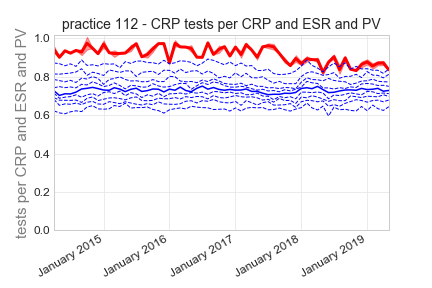 practice 112 - CRP tests per CRP and ESR and PV
tests per CRP and ESR and PV
1.0
0.8
0.6
0.4
0.2
0.0
January 2015
January 2016
January 2017
January 2018
January 2019